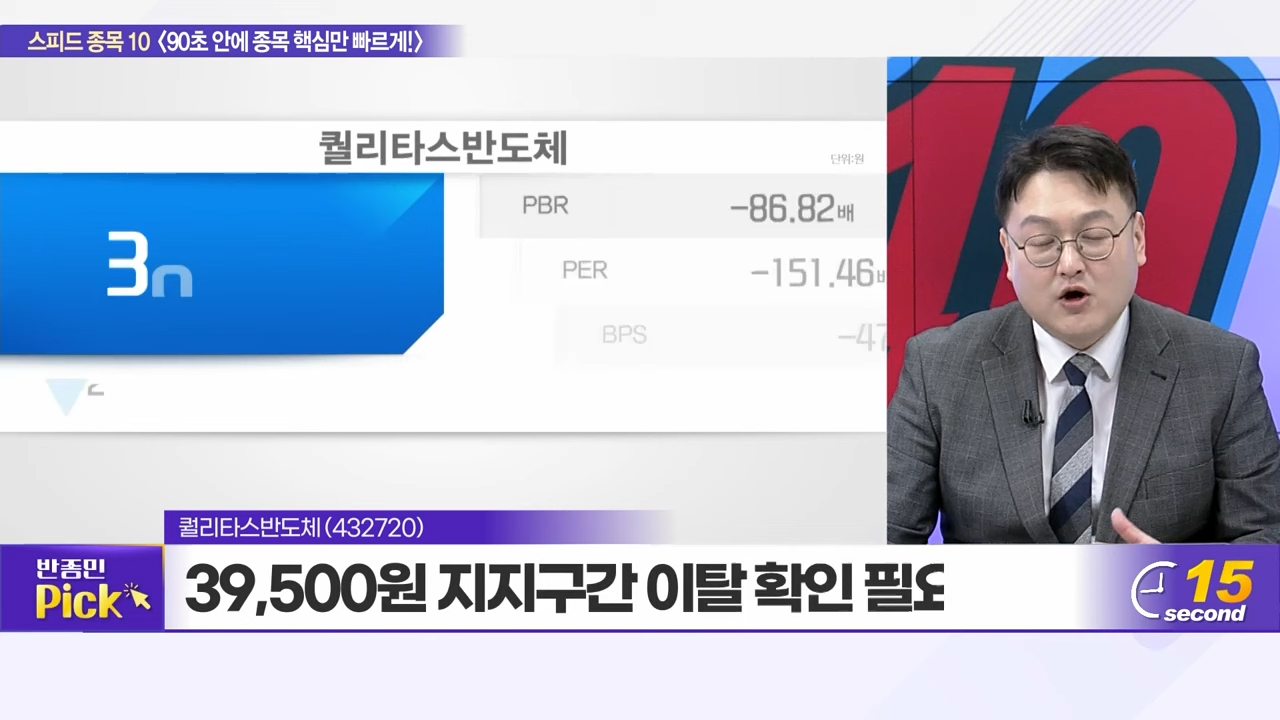 스피드 종목 10 <90초 안에 종목 핵심만 빠르게!>
퀄리타스반도체
단위:원
PBR -86.82배
PER -151.46
BPS -47
3
퀄리타스반도체 (432720)
반종민
Pick
39,500원 지지구간 이탈 확인 필요
15
second